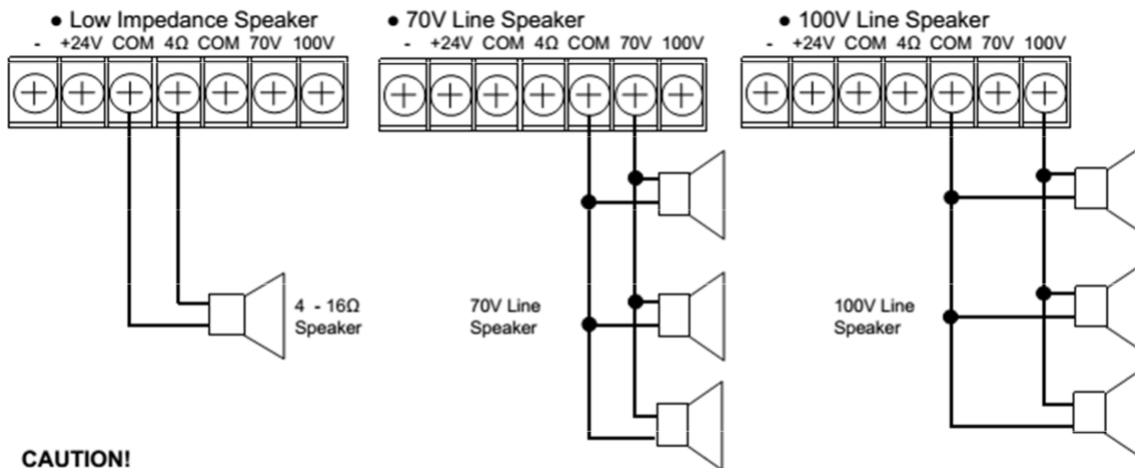 ● Low Impedance Speaker
- +24V COM 4Ω COM 70V 100V
4 - 16Ω
Speaker
● 70V Line Speaker
- +24V COM 4Ω COM 70V 100V
70V Line
Speaker
● 100V Line Speaker
- +24V COM 4Ω COM 70V 100V
100V Line
Speaker
CAUTION!